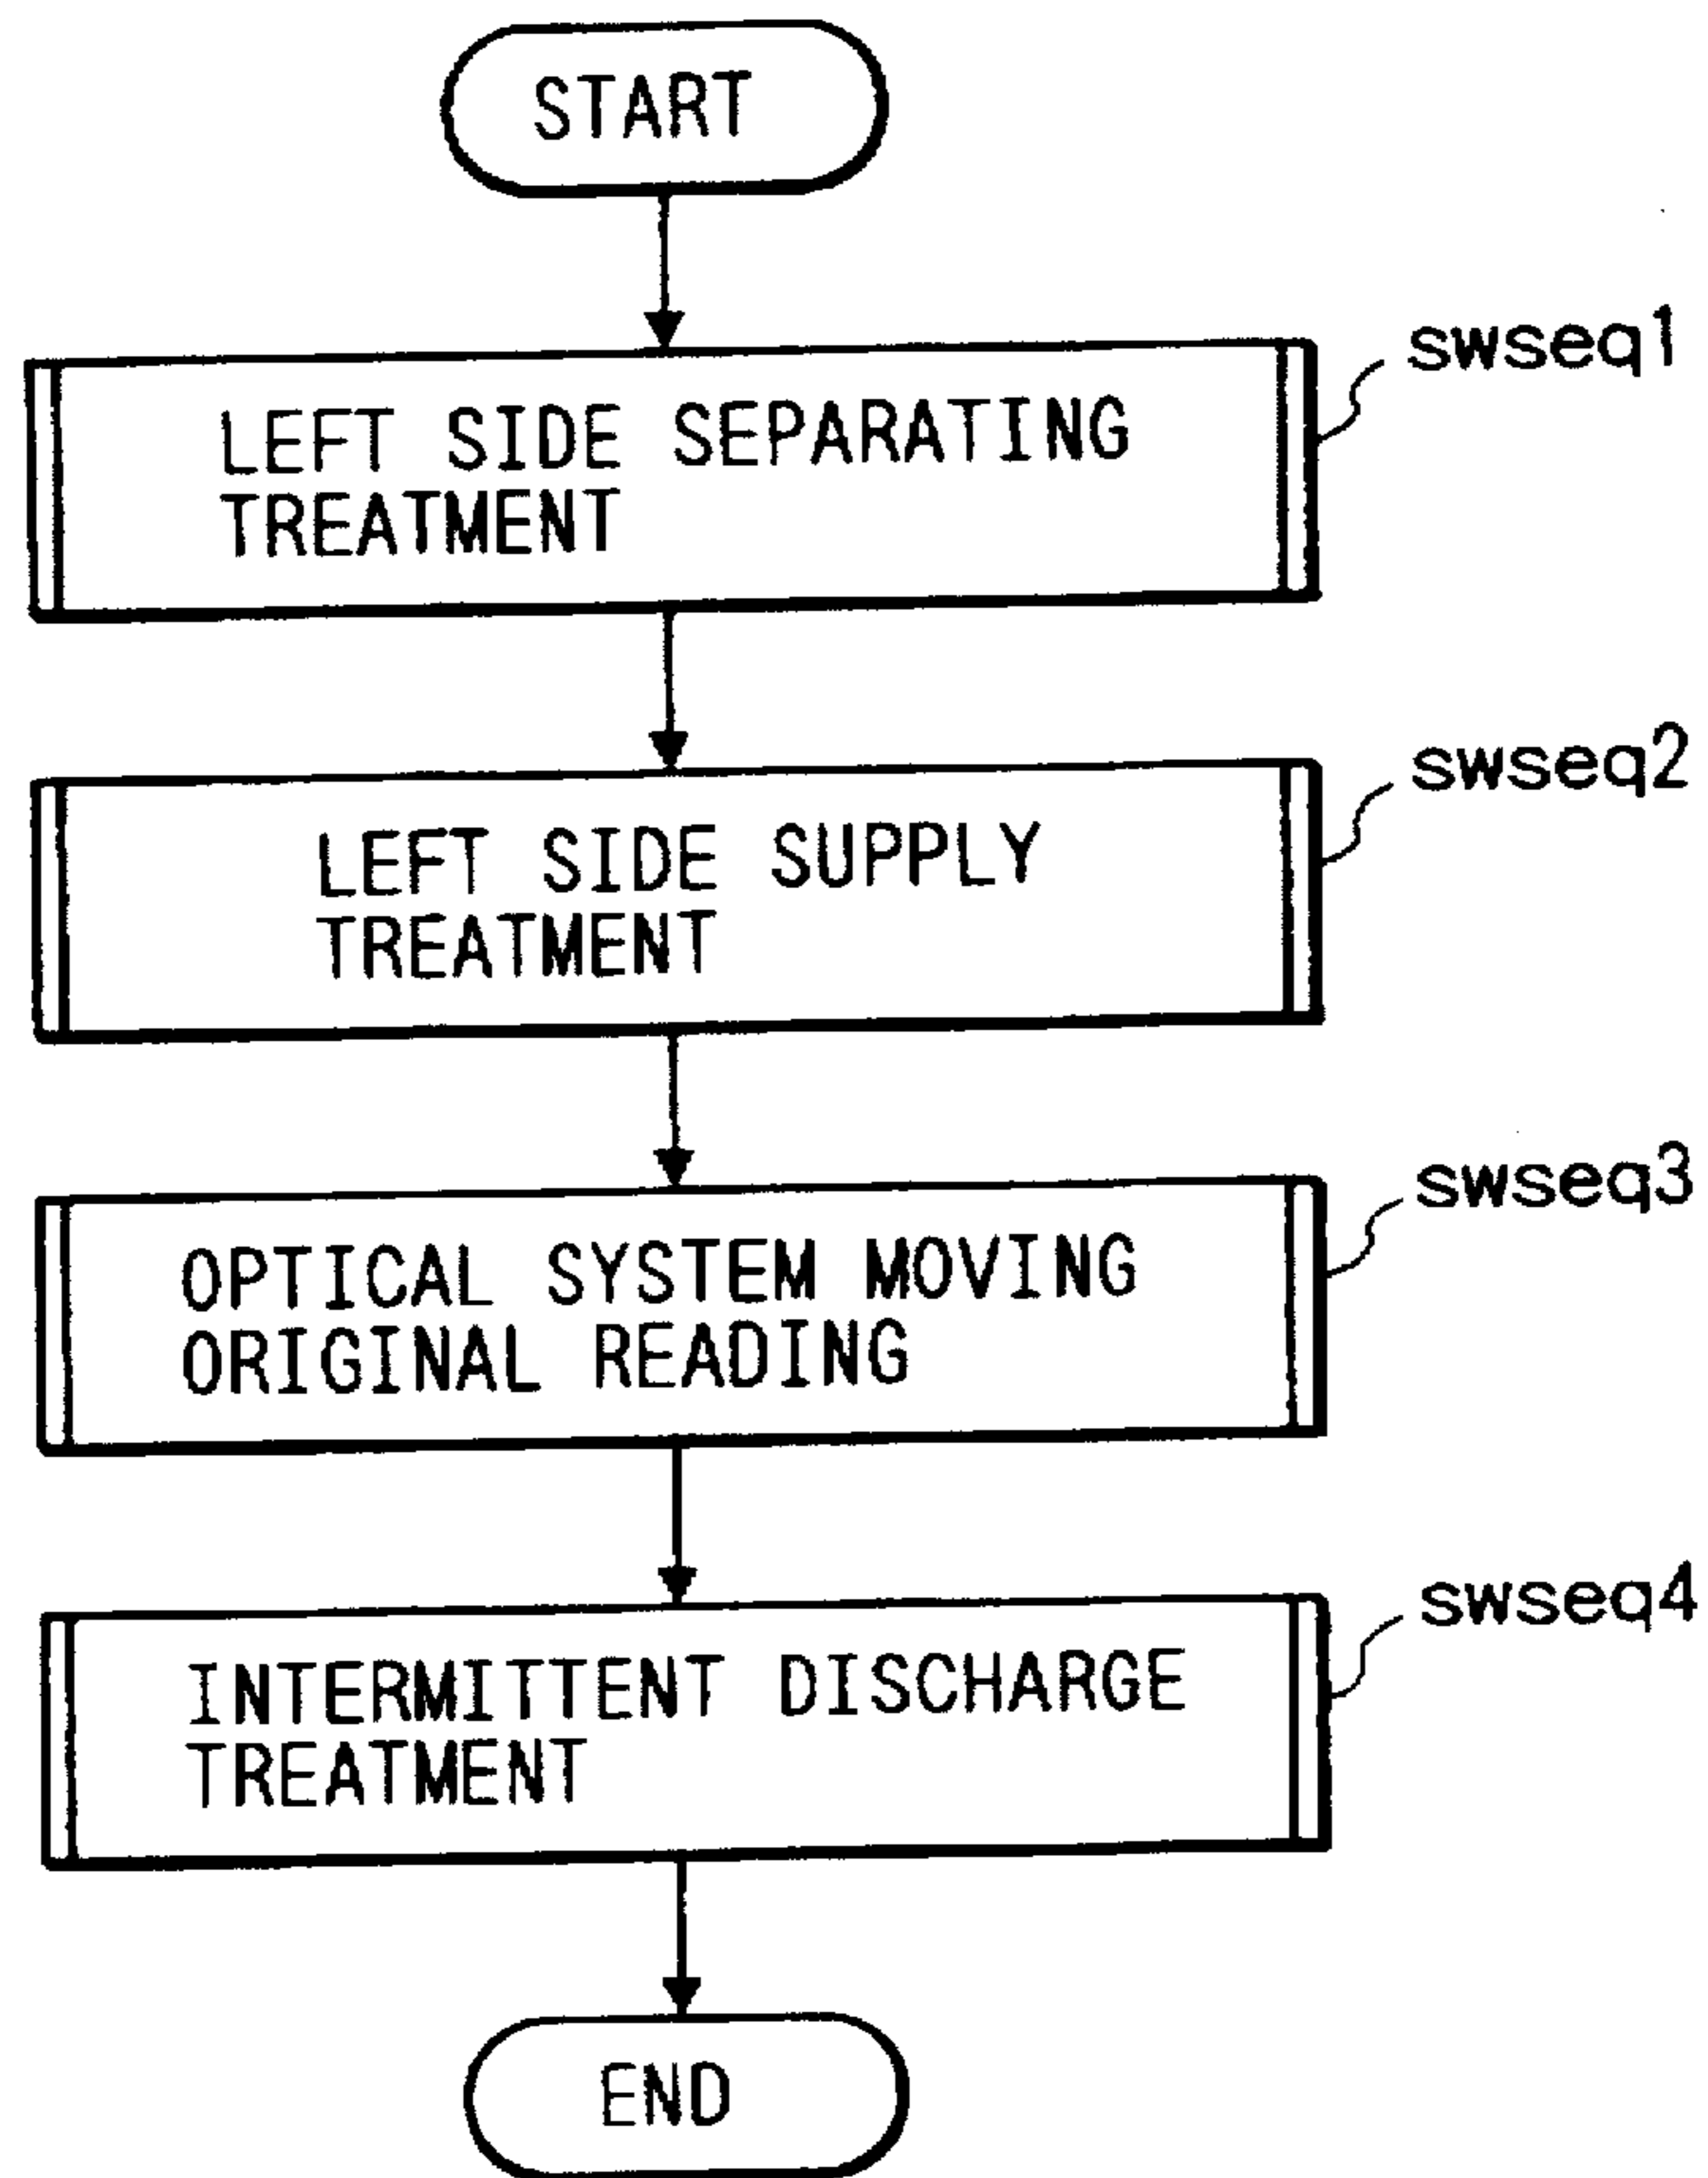 START
swseq1
LEFT SIDE SEPARATING
TREATMENT
swseq2
LEFT SIDE SUPPLY
TREATMENT
swseq3
OPTICAL SYSTEM MOVING
ORIGINAL READING
swseq4
INTERMITTENT DISCHARGE
TREATMENT
END